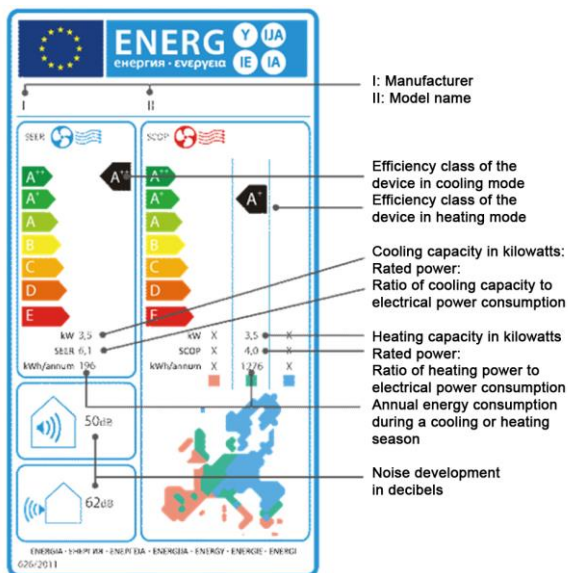 ENERG Y IJA
енергия · ενεργεια IE IA
I II
I: Manufacturer
II: Model name
SEER
SCOP
A++ A++
A+
A
B
C
D
E
kW 3,5
SEER 6,1
kWh/annum 196
A++
A+ A+
A
B
C
D
E
kW X 3,5 X
SCOP X 4,0 X
kWh/annum X 1276 X
Efficiency class of the
device in cooling mode
Efficiency class of the
device in heating mode
Cooling capacity in kilowatts:
Rated power:
Ratio of cooling capacity to
electrical power consumption
Heating capacity in kilowatts
Rated power:
Ratio of heating power to
electrical power consumption
Annual energy consumption
during a cooling or heating
season
50dB
62dB
Noise development
in decibels
ENERGIA · ЕНЕРГИЯ · ΕΝΕΡΓΕΙΑ · ENERGIJA · ENERGY · ENERGIE · ENERGI
626/2011